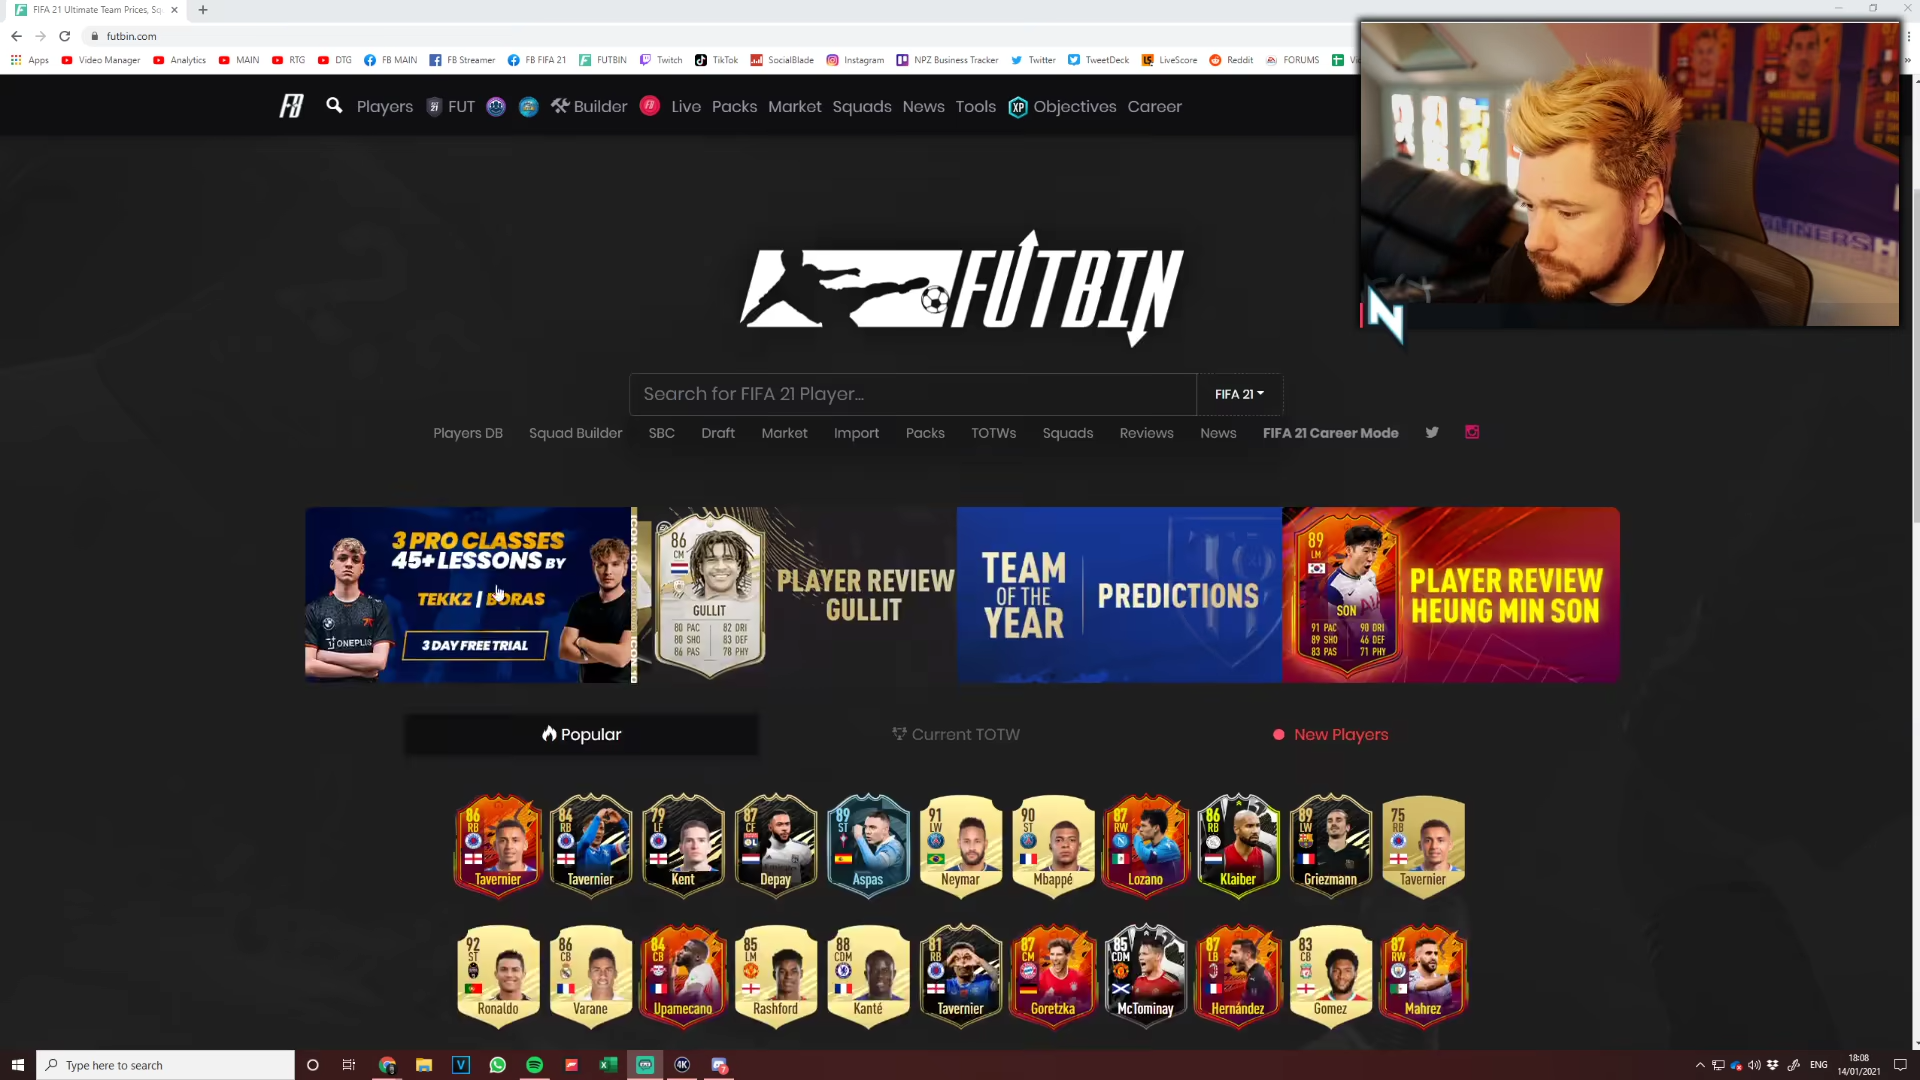 FIFA 21 Ultimate Team Prices, Sq
futbin.com
Apps Video Manager Analytics MAIN RTG DTG FB MAIN FB Streamer FB FIFA 21 FUTBIN Twitch TikTok SocialBlade Instagram NPZ Business Tracker Twitter TweetDeck LiveScore Reddit FORUMS
FB Players FUT Builder Live Packs Market Squads News Tools XP Objectives Career
N
FUTBIN
Search for FIFA 21 Player... FIFA 21
Players DB Squad Builder SBC Draft Market Import Packs TOTWs Squads Reviews News FIFA 21 Career Mode
3 PRO CLASSES
45+ LESSONS BY
TEKKZ | BORAS
3 DAY FREE TRIAL
ONEPLUS
86
CM
GULLIT
80 PAC 82 DRI
80 SHO 83 DEF
86 PAS 78 PHY
PLAYER REVIEW
GULLIT
TEAM
OF THE
YEAR
PREDICTIONS
89
LM
SON
91 PAC 90 DRI
89 SHO 46 DEF
83 PAS 71 PHY
PLAYER REVIEW
HEUNG MIN SON
Popular Current TOTW New Players
86 RB Tavernier
84 RB Tavernier
79 LF Kent
87 CF Depay
89 ST Aspas
91 LW Neymar
90 ST Mbappé
87 RW Lozano
86 RB Klaiber
89 LW Griezmann
75 RB Tavernier
92 ST Ronaldo
86 CB Varane
84 CB Upamecano
85 LM Rashford
88 CDM Kanté
81 RB Tavernier
87 CM Goretzka
85 CDM McTominay
87 LB Hernández
83 CB Gomez
87 RW Mahrez
Type here to search
4K
ENG
18:08
14/01/2021